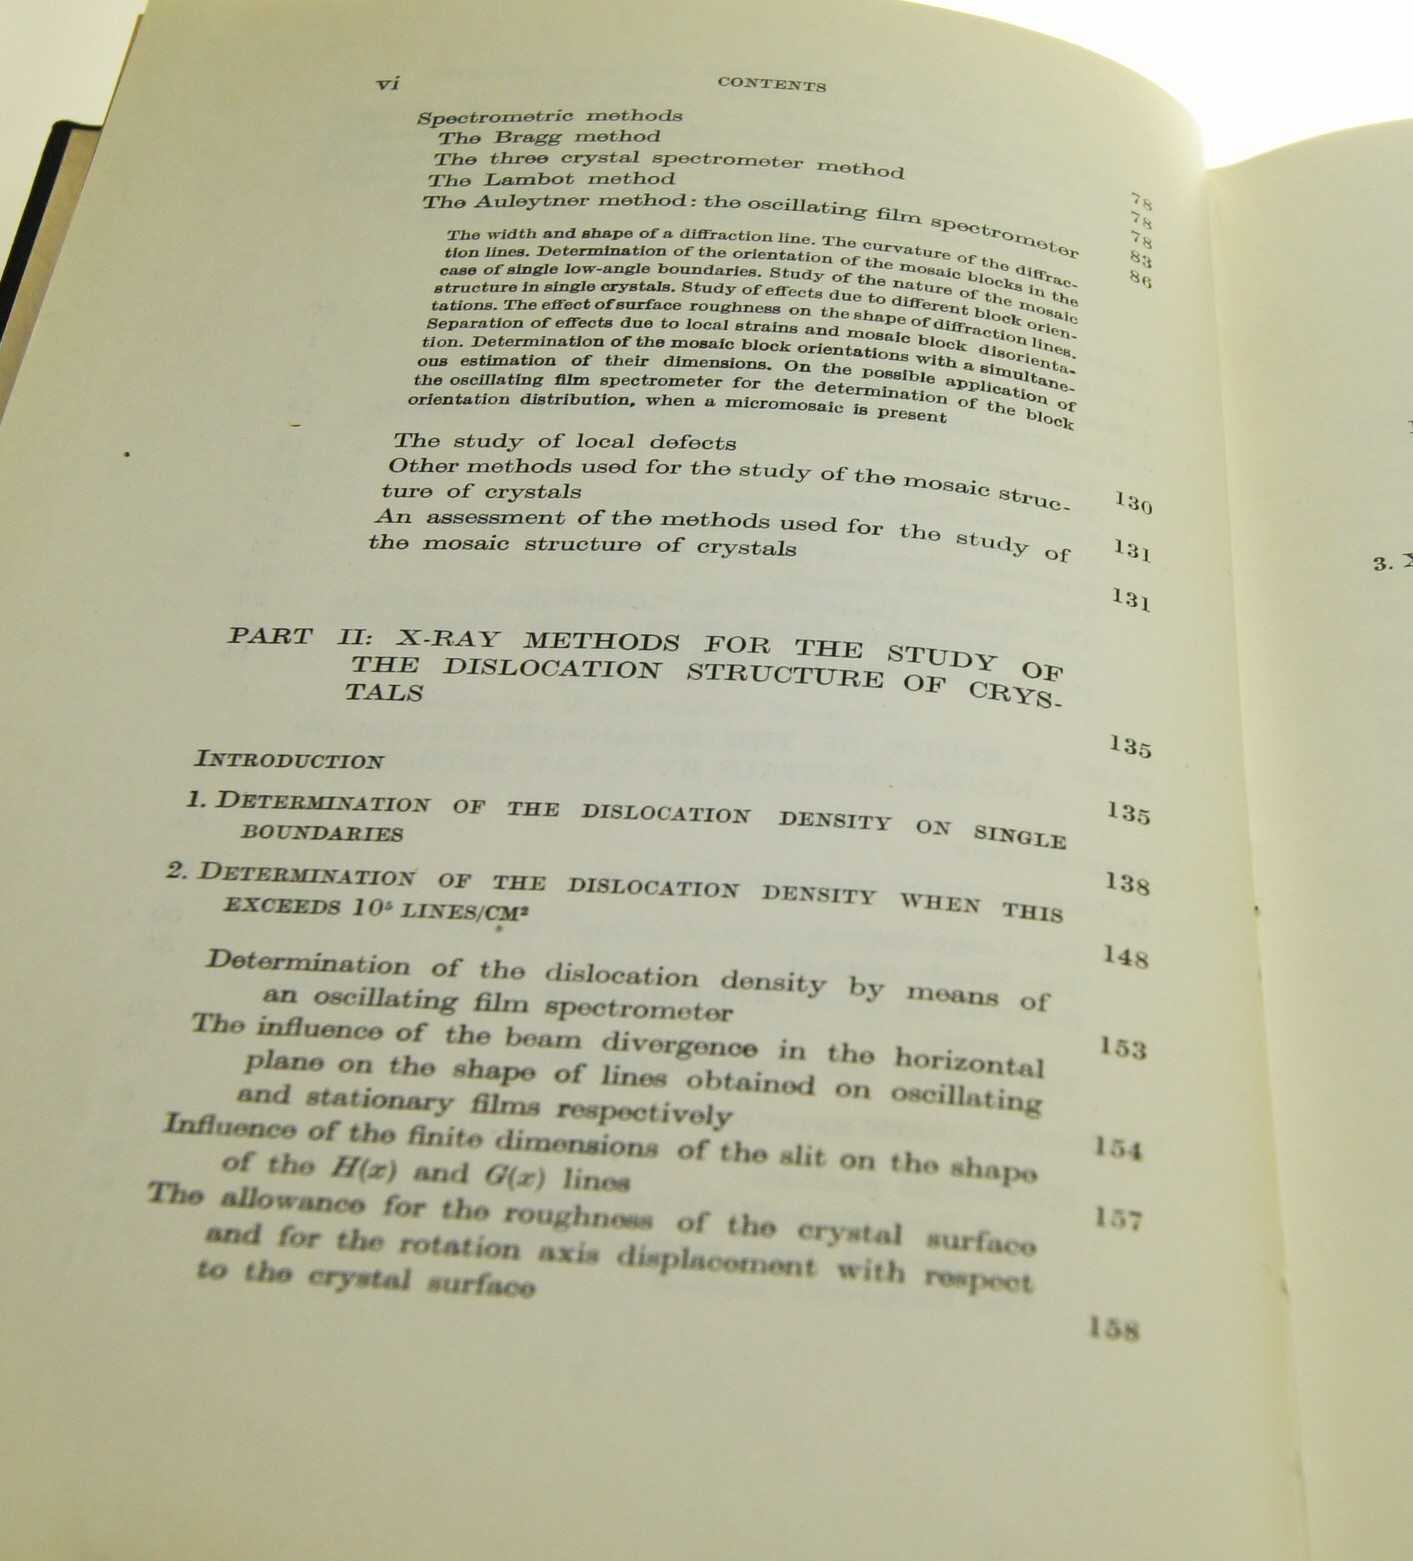 vi CONTENTS
Spectrometric methods 78
The Bragg method 78
The three crystal spectrometer method 78
The Lambot method 83
The Auleytner method: the oscillating film spectrometer 86
The width and shape of a diffraction line. The curvature of the diffrac-
tion lines. Determination of the orientation of the mosaic blocks in the
case of single low-angle boundaries. Study of the nature of the mosaic
structure in single crystals. Study of effects due to different block orien-
tations. The effect of surface roughness on the shape of diffraction lines.
Separation of effects due to local strains and mosaic block disorienta-
tion. Determination of the mosaic block orientations with a simultane-
ous estimation of their dimensions. On the possible application of
the oscillating film spectrometer for the determination of the block
orientation distribution, when a micromosaic is present
The study of local defects 130
Other methods used for the study of the mosaic struc-
ture of crystals 131
An assessment of the methods used for the study of
the mosaic structure of crystals 131
PART II: X-RAY METHODS FOR THE STUDY OF
THE DISLOCATION STRUCTURE OF CRYS-
TALS 135
INTRODUCTION 135
1. DETERMINATION OF THE DISLOCATION DENSITY ON SINGLE
BOUNDARIES 138
2. DETERMINATION OF THE DISLOCATION DENSITY WHEN THIS
EXCEEDS 10⁵ LINES/CM² 148
Determination of the dislocation density by means of
an oscillating film spectrometer 153
The influence of the beam divergence in the horizontal
plane on the shape of lines obtained on oscillating
and stationary films respectively 154
Influence of the finite dimensions of the slit on the shape
of the H(x) and G(x) lines 157
The allowance for the roughness of the crystal surface
and for the rotation axis displacement with respect
to the crystal surface 158
3.